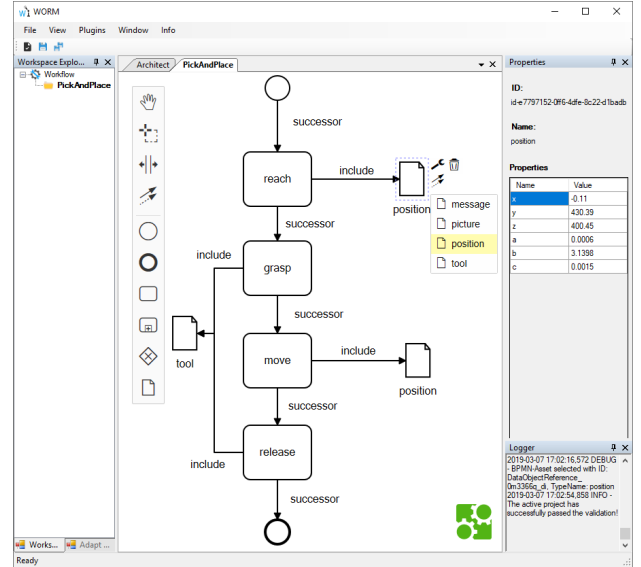 WORM
File View Plugins Window Info
Workspace Explo...
Workflow
PickAndPlace
Works...
Adapt ...
Ready
Architect
PickAndPlace
successor
reach
include
position
message
picture
position
tool
successor
include
grasp
successor
tool
move
include
position
successor
release
include
successor
Properties
ID:
id-e7797152-0ff6-4dfe-8c22-d1badb
Name:
position
Properties
Name Value
x -0.11
y 430.39
z 400.45
a 0.0006
b 3.1398
c 0.0015
Logger
2019-03-07 17:02:16,572 DEBUG
- BPMN-Asset selected with ID:
DataObjectReference_
0m3366q_di, TypeName: position
2019-03-07 17:02:54,858 INFO -
The active project has
successfully passed the validation!